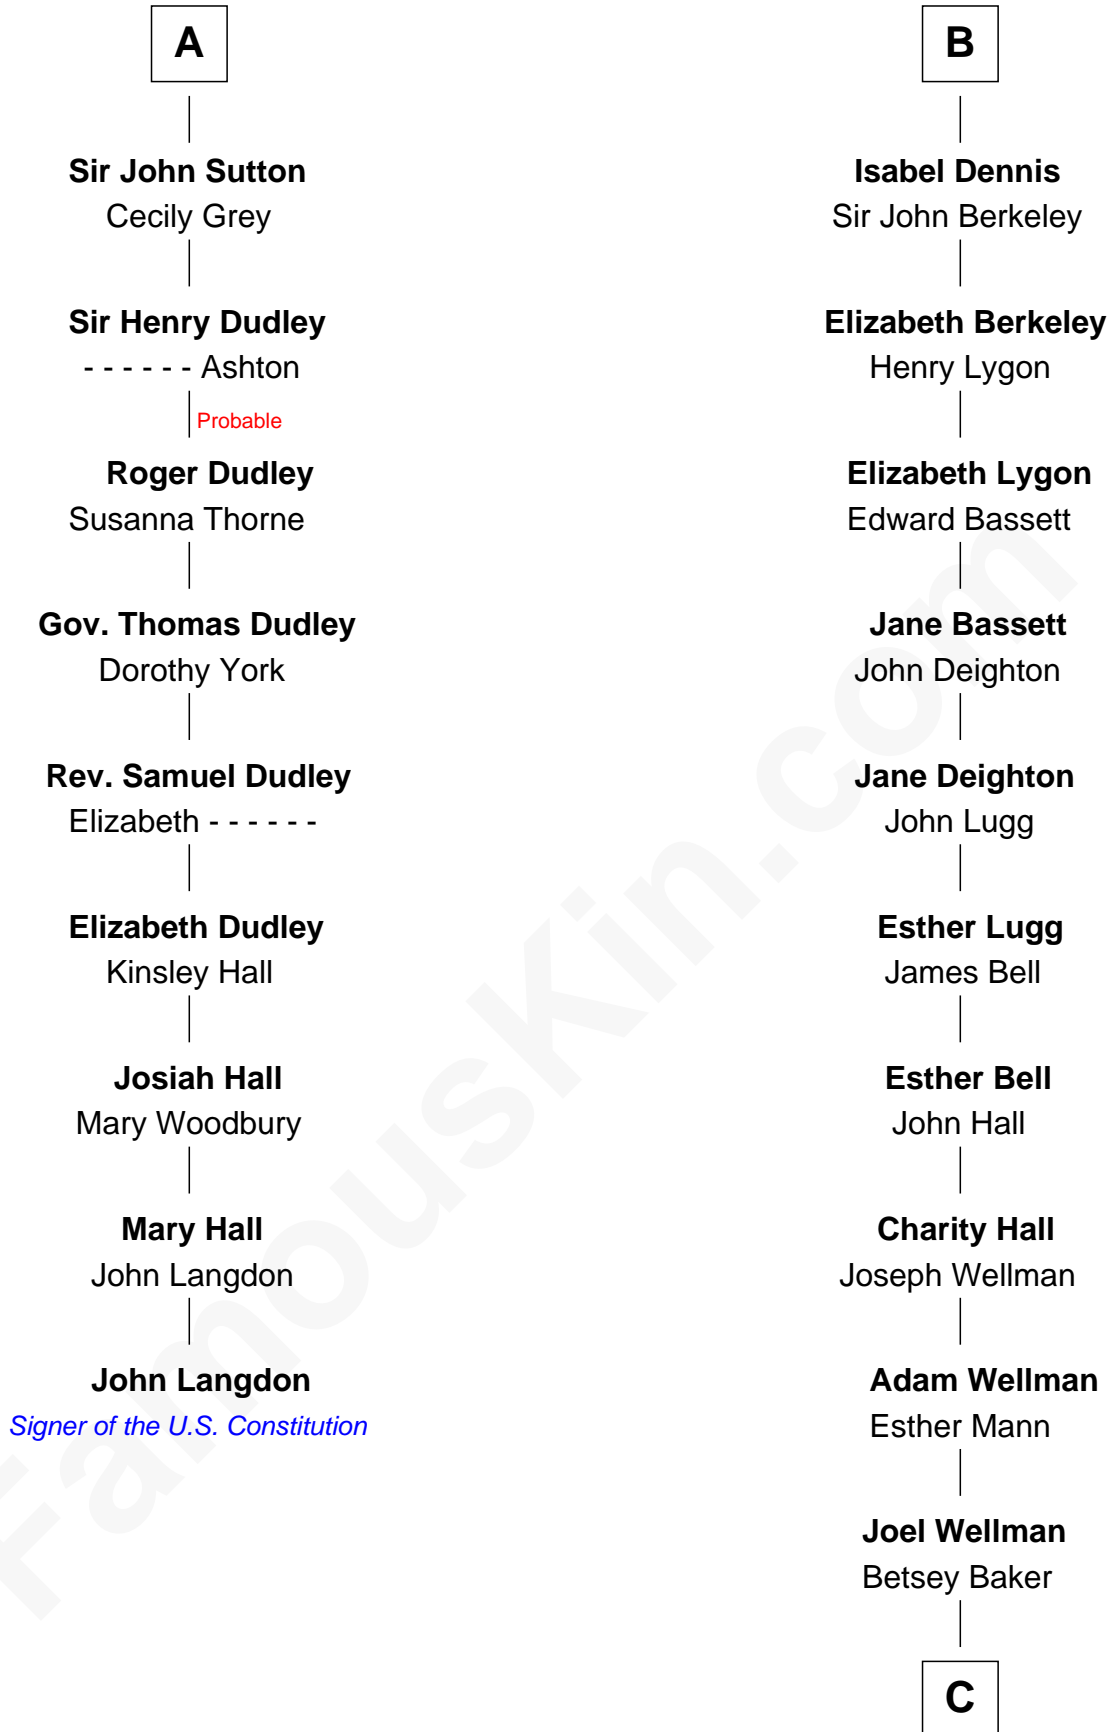 A
Sir John Sutton
Cecily Grey
Sir Henry Dudley
- - - - - - Ashton
Probable
Roger Dudley
Susanna Thorne
Gov. Thomas Dudley
Dorothy York
Rev. Samuel Dudley
Elizabeth - - - - - -
Elizabeth Dudley
Kinsley Hall
Josiah Hall
Mary Woodbury
Mary Hall
John Langdon
John Langdon
Signer of the U.S. Constitution
B
Isabel Dennis
Sir John Berkeley
Elizabeth Berkeley
Henry Lygon
Elizabeth Lygon
Edward Bassett
Jane Bassett
John Deighton
Jane Deighton
John Lugg
Esther Lugg
James Bell
Esther Bell
John Hall
Charity Hall
Joseph Wellman
Adam Wellman
Esther Mann
Joel Wellman
Betsey Baker
C
FamousKin.com